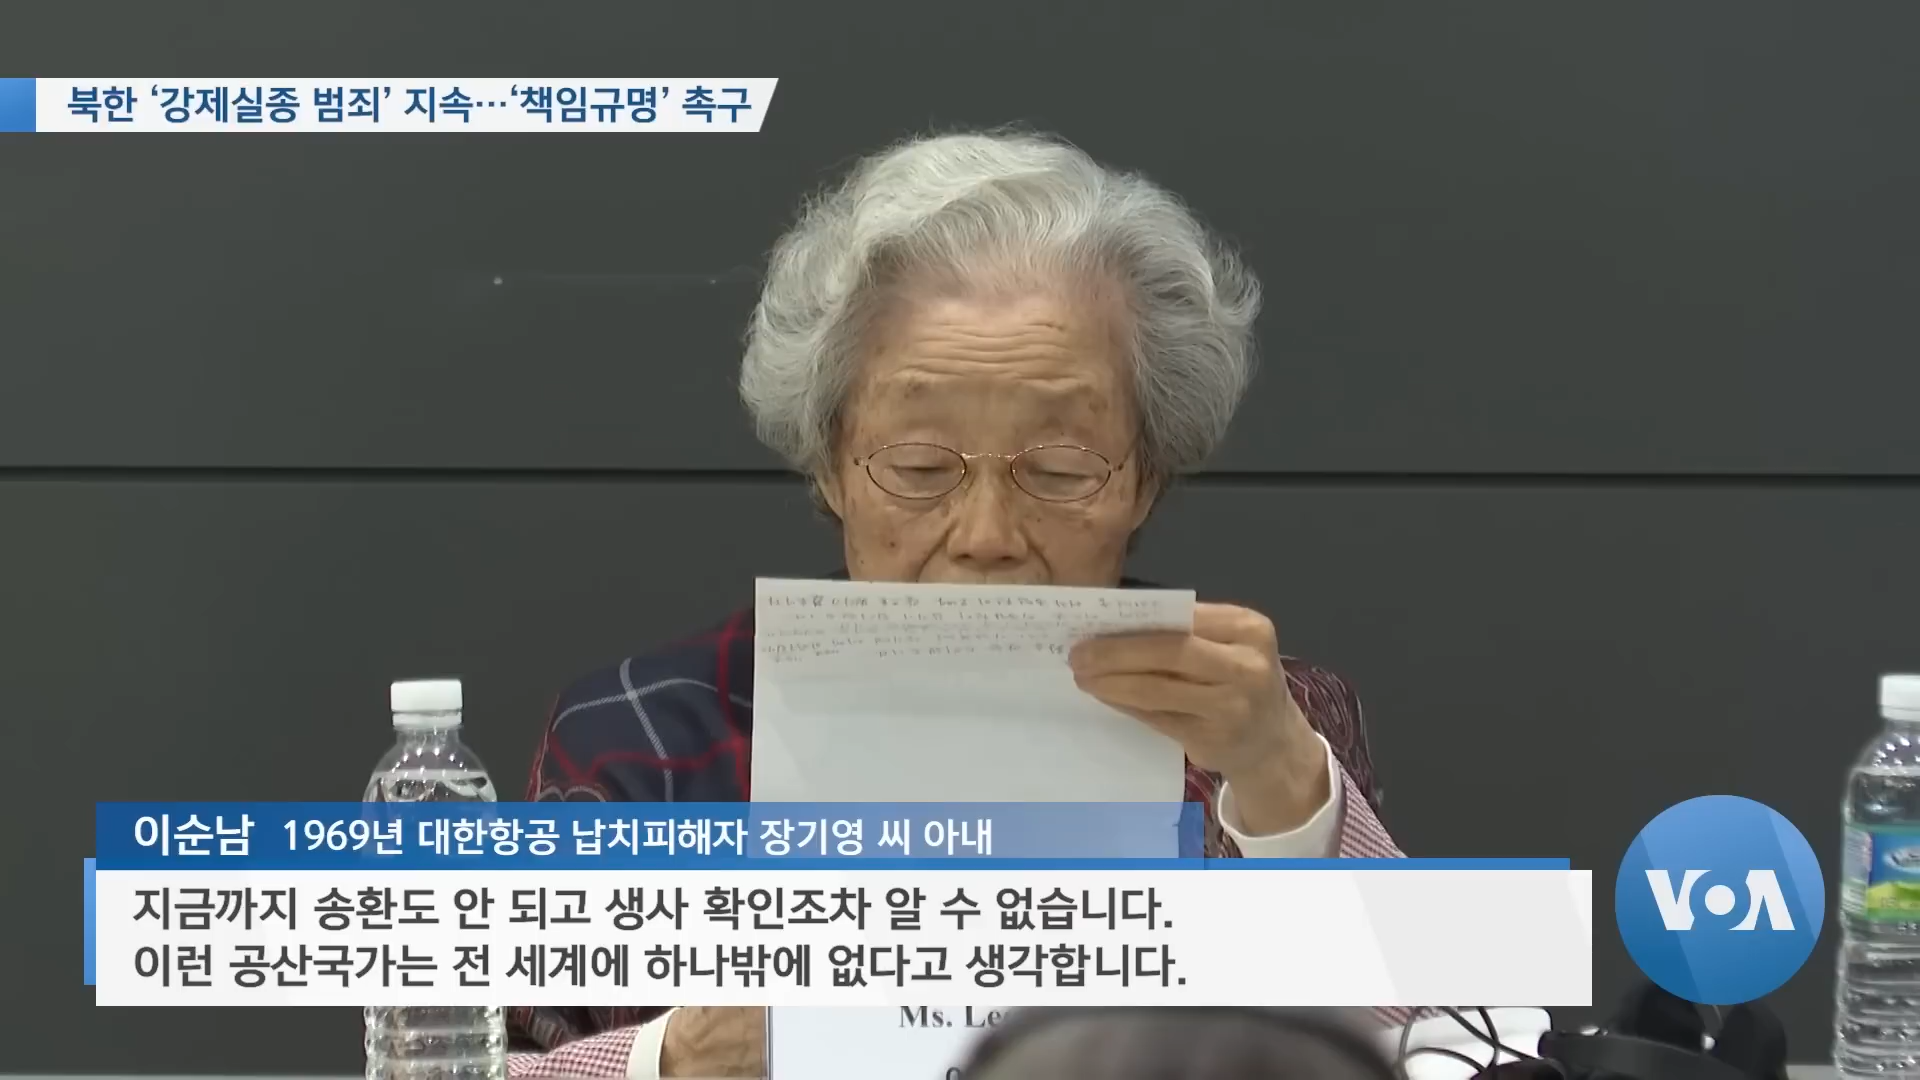 북한 ‘강제실종 범죄’ 지속…‘책임규명’ 촉구
이순남 1969년 대한항공 납치피해자 장기영 씨 아내
지금까지 송환도 안 되고 생사 확인조차 알 수 없습니다.
이런 공산국가는 전 세계에 하나밖에 없다고 생각합니다.
VOA
Ms.